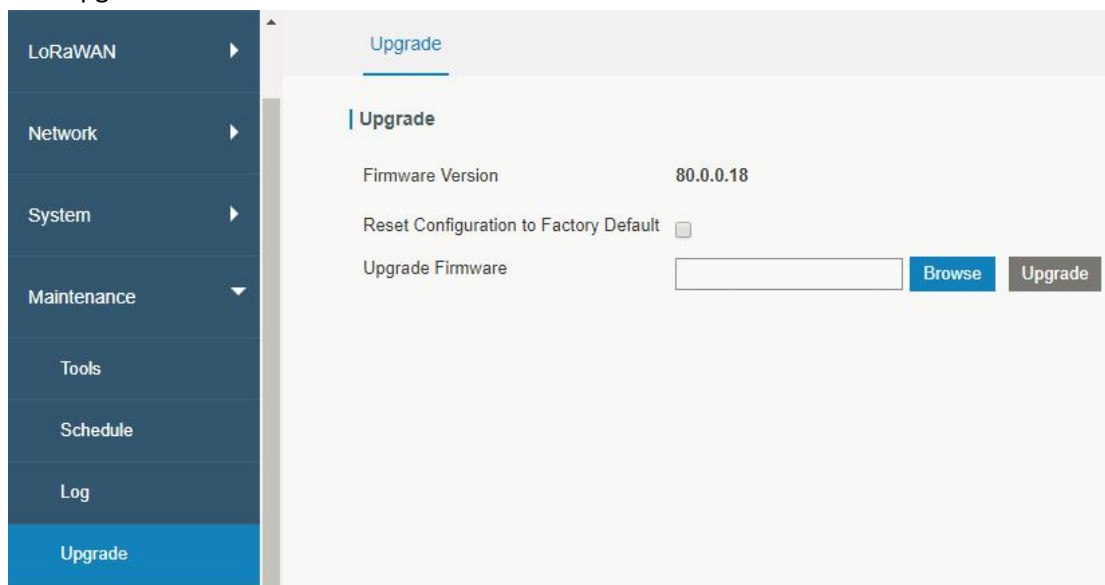 LoRaWAN
Network
System
Maintenance
Tools
Schedule
Log
Upgrade
Upgrade
Upgrade
Firmware Version 80.0.0.18
Reset Configuration to Factory Default
Upgrade Firmware Browse Upgrade